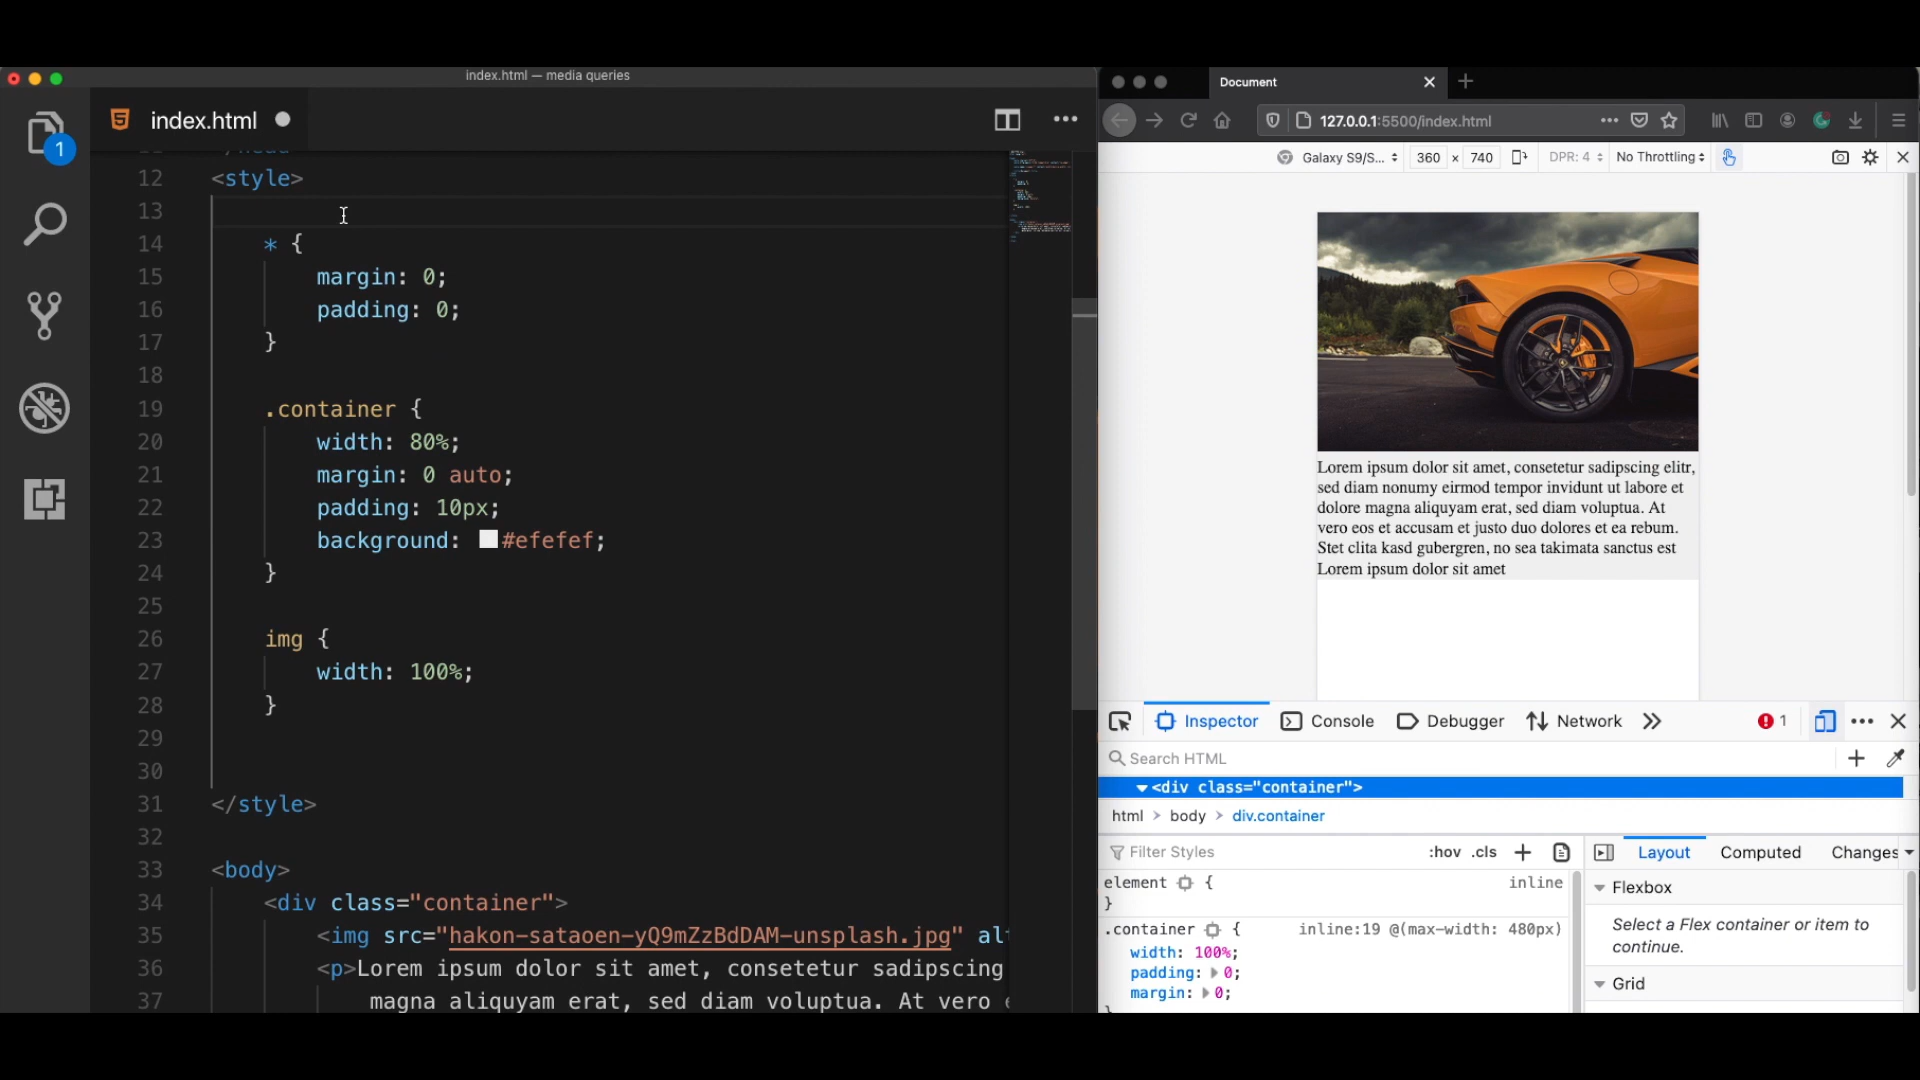 index.html — media queries
index.html
1
12 <style>
13
14 * {
15 margin: 0;
16 padding: 0;
17 }
18
19 .container {
20 width: 80%;
21 margin: 0 auto;
22 padding: 10px;
23 background: #efefef;
24 }
25
26 img {
27 width: 100%;
28 }
29
30
31 </style>
32
33 <body>
34 <div class="container">
35 <img src="hakon-sataoen-yQ9mZzBdDAM-unsplash.jpg" alt
36 <p>Lorem ipsum dolor sit amet, consetetur sadipscing
37 magna aliquyam erat, sed diam voluptua. At vero
Document
127.0.0.1:5500/index.html
Galaxy S9/S... 360 x 740 DPR: 4 No Throttling
Lorem ipsum dolor sit amet, consetetur sadipscing elitr,
sed diam nonumy eirmod tempor invidunt ut labore et
dolore magna aliquyam erat, sed diam voluptua. At
vero eos et accusam et justo duo dolores et ea rebum.
Stet clita kasd gubergren, no sea takimata sanctus est
Lorem ipsum dolor sit amet
Inspector Console Debugger Network 1
Search HTML
<div class="container">
html > body > div.container
Filter Styles :hov .cls + Layout Computed Changes
element { inline
}
.container { inline:19 @(max-width: 480px)
width: 100%;
padding: 0;
margin: 0;
Flexbox
Select a Flex container or item to
continue.
Grid